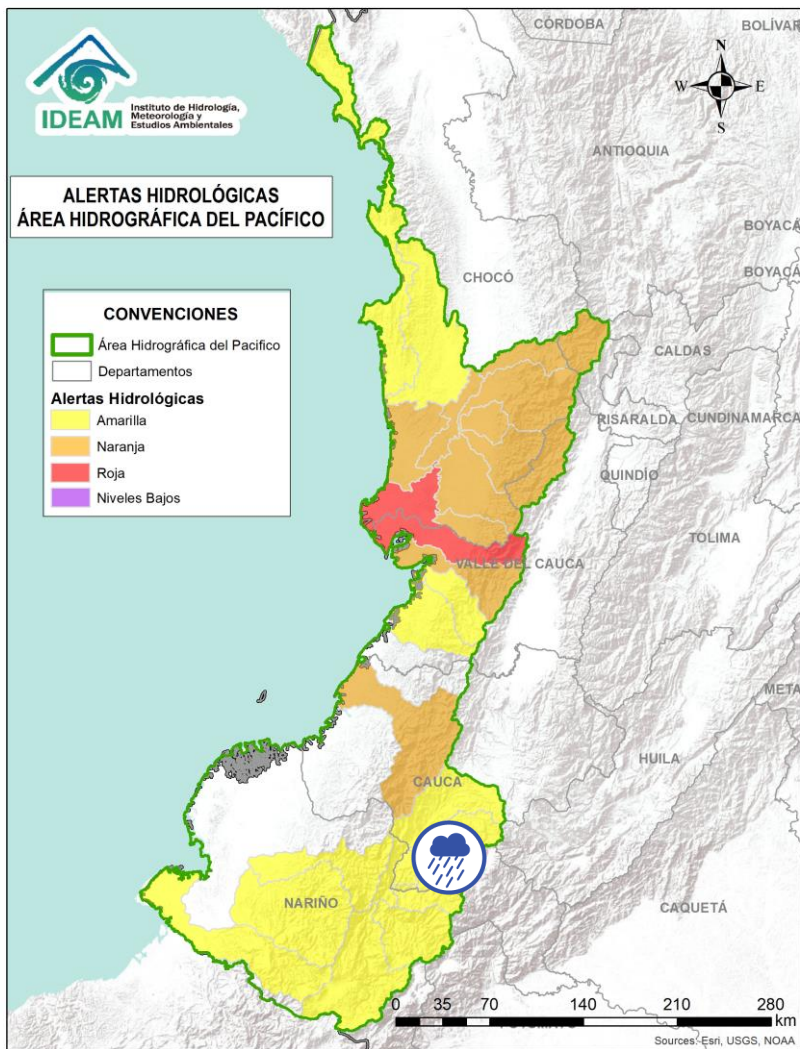 CÓRDOBA
BOLÍVAR
IDEAM
Instituto de Hidrología,
Meteorología y
Estudios Ambientales
N
W E
S
ANTIOQUIA
ALERTAS HIDROLÓGICAS
ÁREA HIDROGRÁFICA DEL PACÍFICO
BOYACÁ
BOYACÁ
CHOCÓ
CONVENCIONES
Área Hidrográfica del Pacifico
Departamentos
Alertas Hidrológicas
Amarilla
Naranja
Roja
Niveles Bajos
CALDAS
RISARALDA
CUNDINAMARCA
QUINDÍO
TOLIMA
VALLE DEL CAUCA
META
HUILA
CAUCA
NARIÑO
CAQUETÁ
0 35 70 140 210 280
km
Sources: Esri, USGS, NOAA